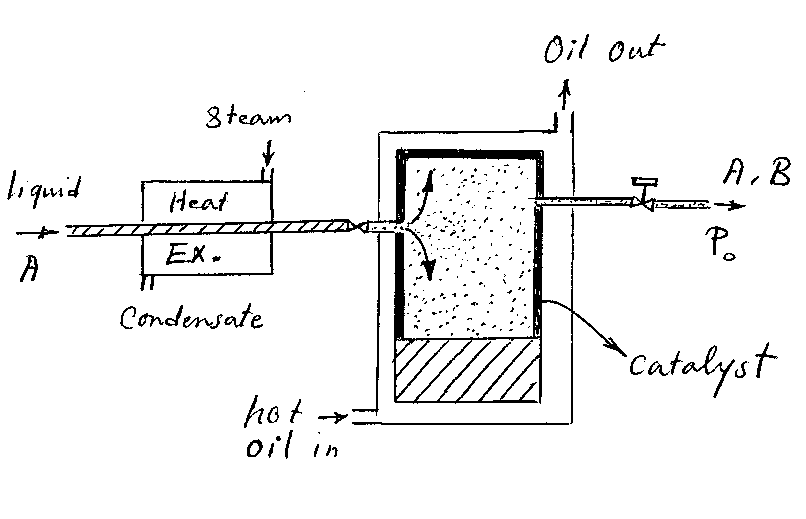 Oil out
Steam
liquid
A
Heat
Ex.
Condensate
A, B
P₀
Catalyst
hot
oil in